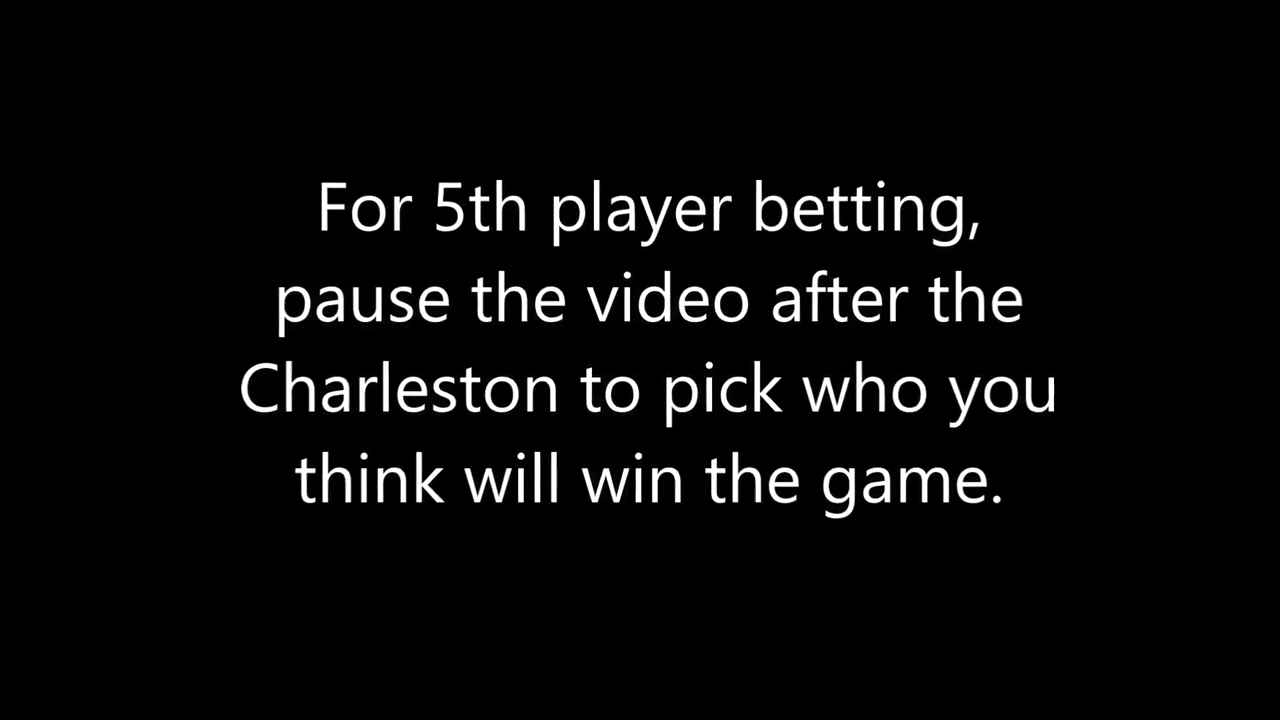 For 5th player betting,
pause the video after the
Charleston to pick who you
think will win the game.